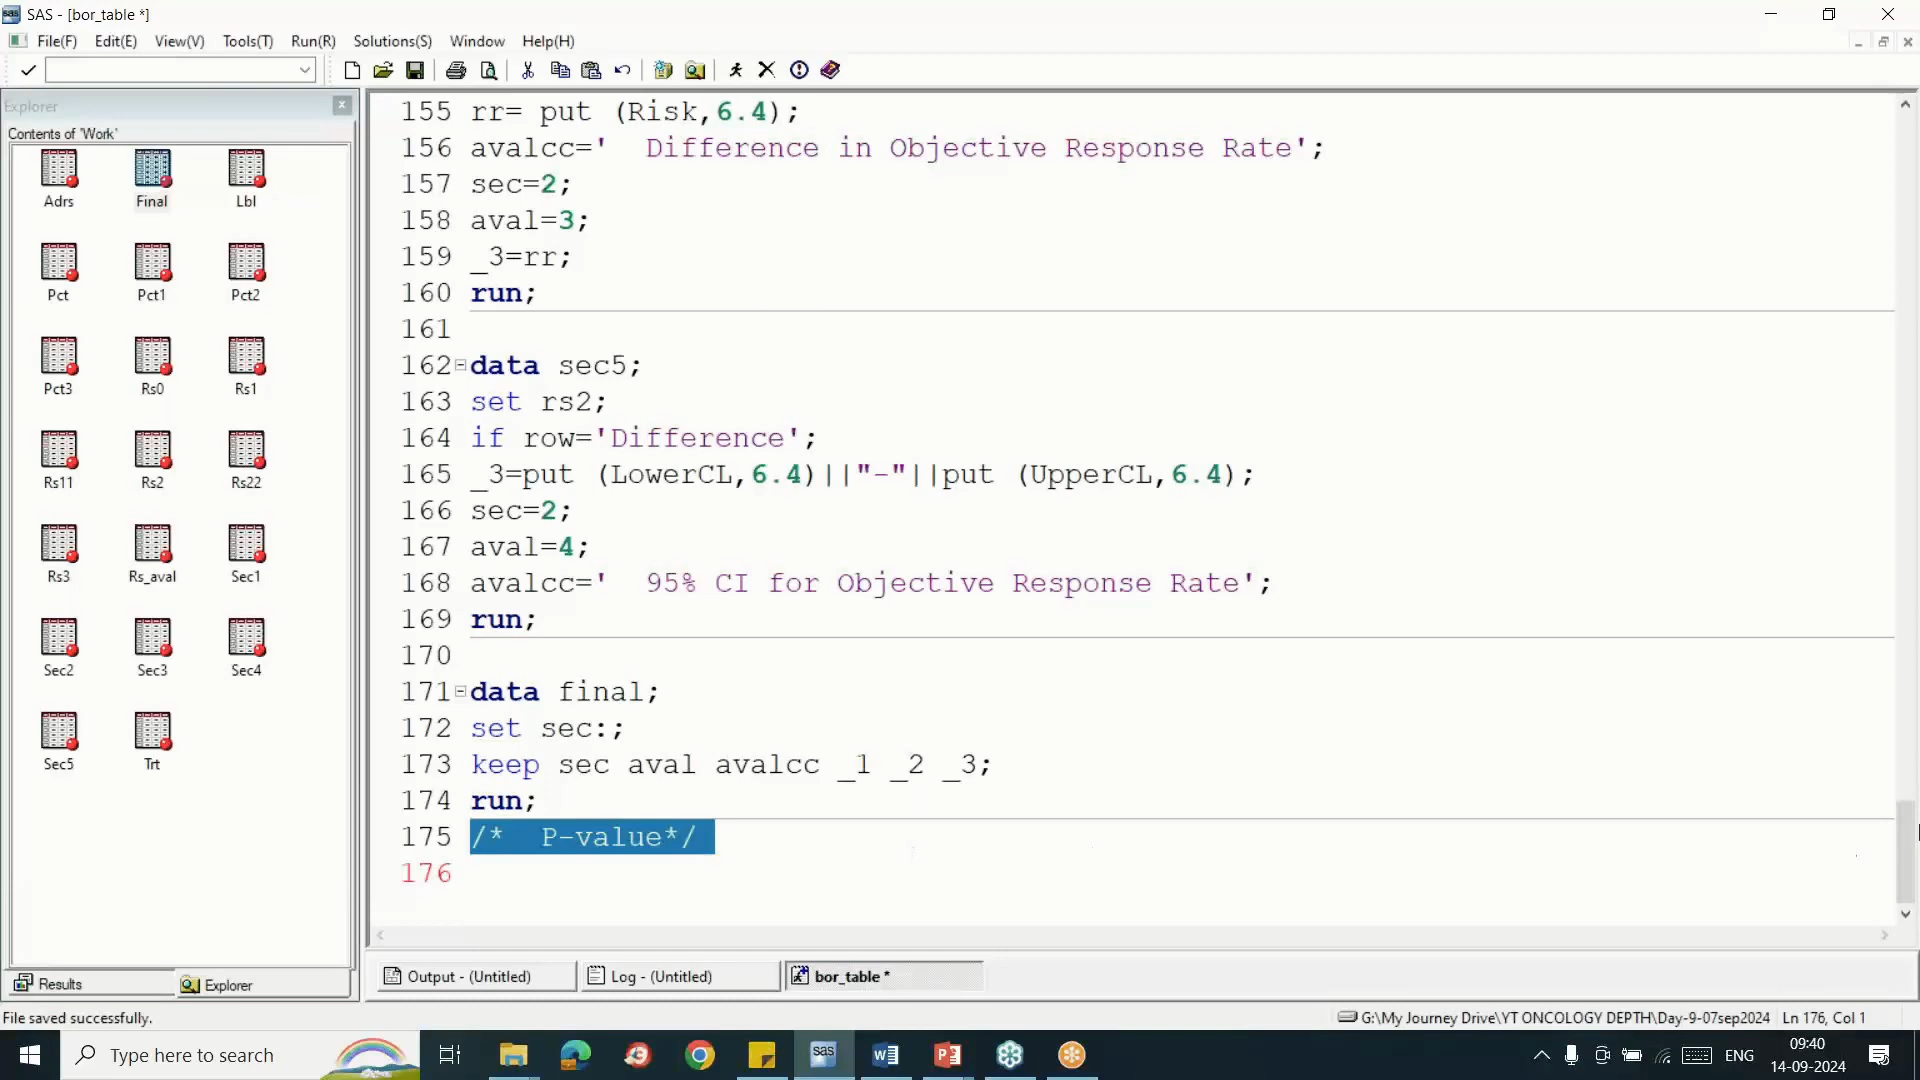 SAS - [bor_table *]
File(F) Edit(E) View(V) Tools(T) Run(R) Solutions(S) Window Help(H)
Explorer
Contents of 'Work'
Adrs Final Lbl
Pct Pct1 Pct2
Pct3 Rs0 Rs1
Rs11 Rs2 Rs22
Rs3 Rs_aval Sec1
Sec2 Sec3 Sec4
Sec5 Trt
Results Explorer
155 rr= put (Risk,6.4);
156 avalcc='  Difference in Objective Response Rate';
157 sec=2;
158 aval=3;
159 _3=rr;
160 run;
161
162 data sec5;
163 set rs2;
164 if row='Difference';
165 _3=put (LowerCL,6.4)||"-"||put (UpperCL,6.4);
166 sec=2;
167 aval=4;
168 avalcc='  95% CI for Objective Response Rate';
169 run;
170
171 data final;
172 set sec:;
173 keep sec aval avalcc _1 _2 _3;
174 run;
175 /*  P-value*/
176
Output - (Untitled) Log - (Untitled) bor_table *
File saved successfully. G:\My Journey Drive\YT ONCOLOGY DEPTH\Day-9-07sep2024 Ln 176, Col 1
Type here to search
ENG
09:40
14-09-2024